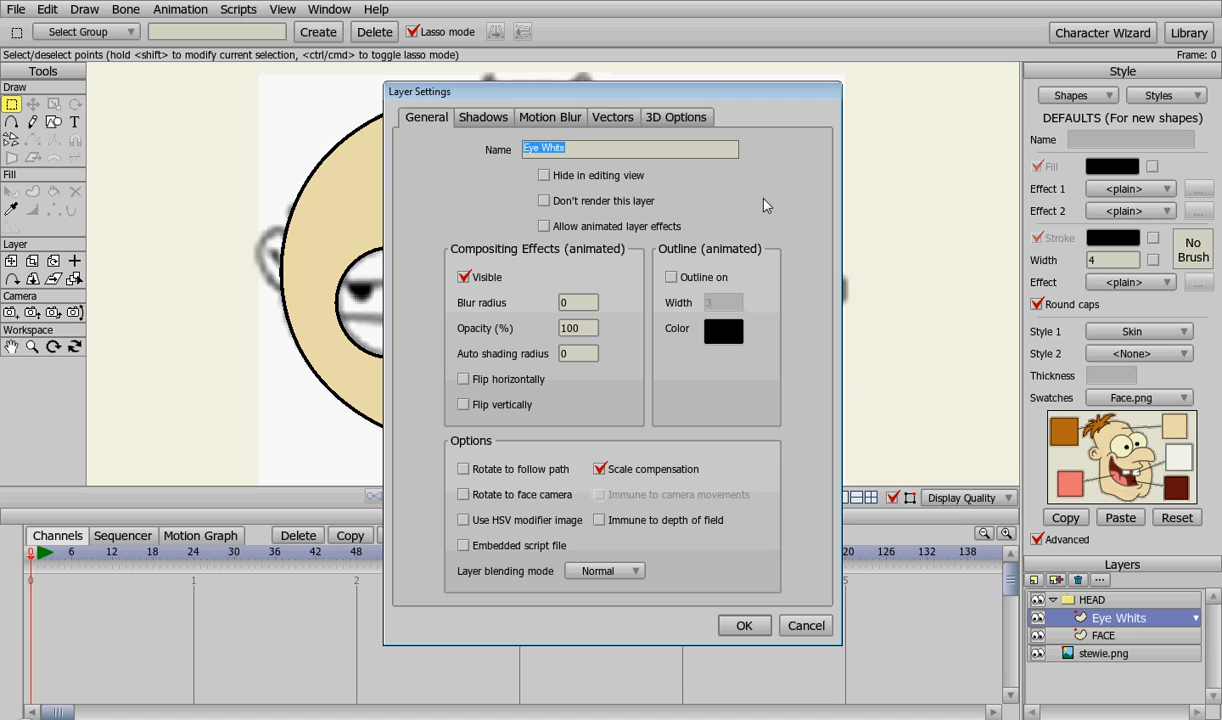 File Edit Draw Bone Animation Scripts View Window Help
Select Group Create Delete Lasso mode Character Wizard Library
Select/deselect points (hold <shift> to modify current selection, <ctrl/cmd> to toggle lasso mode) Frame: 0
Tools
Draw
T
Fill
Layer
Camera
Workspace
Layer Settings
General Shadows Motion Blur Vectors 3D Options
Name Eye Whits
Hide in editing view
Don't render this layer
Allow animated layer effects
Compositing Effects (animated)
Visible
Blur radius 0
Opacity (%) 100
Auto shading radius 0
Flip horizontally
Flip vertically
Outline (animated)
Outline on
Width 3
Color
Options
Rotate to follow path Scale compensation
Rotate to face camera Immune to camera movements
Use HSV modifier image Immune to depth of field
Embedded script file
Layer blending mode Normal
OK Cancel
Style
Shapes Styles
DEFAULTS (For new shapes)
Name
Fill
Effect 1 <plain> ...
Effect 2 <plain> ...
Stroke
No
Brush
Width 4
Effect <plain> ...
Round caps
Style 1 Skin
Style 2 <None>
Thickness
Swatches Face.png
Copy Paste Reset
Advanced
Display Quality
Channels Sequencer Motion Graph Delete Copy
0 6 12 18 24 30 36 42 48 20 126 132 138
0 1 2 5
Layers
HEAD
Eye Whits
FACE
stewie.png